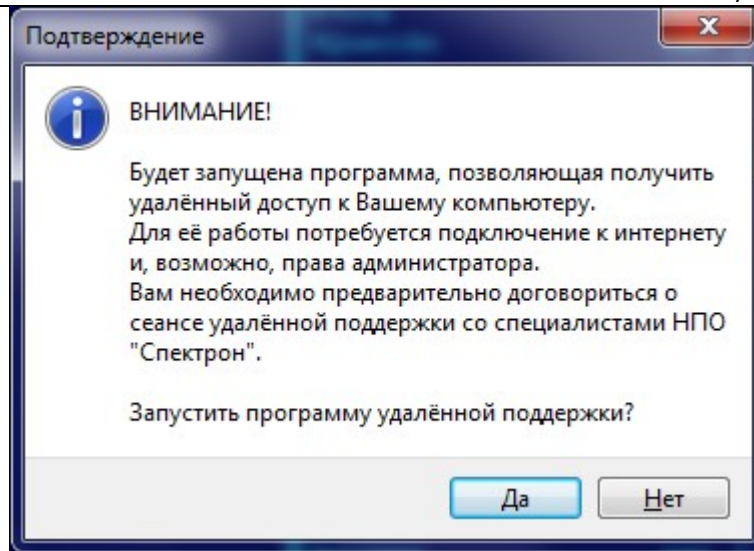 Подтверждение
ВНИМАНИЕ!
Будет запущена программа, позволяющая получить
удалённый доступ к Вашему компьютеру.
Для её работы потребуется подключение к интернету
и, возможно, права администратора.
Вам необходимо предварительно договориться о
сеансе удалённой поддержки со специалистами НПО
"Спектрон".
Запустить программу удалённой поддержки?
Да
Нет